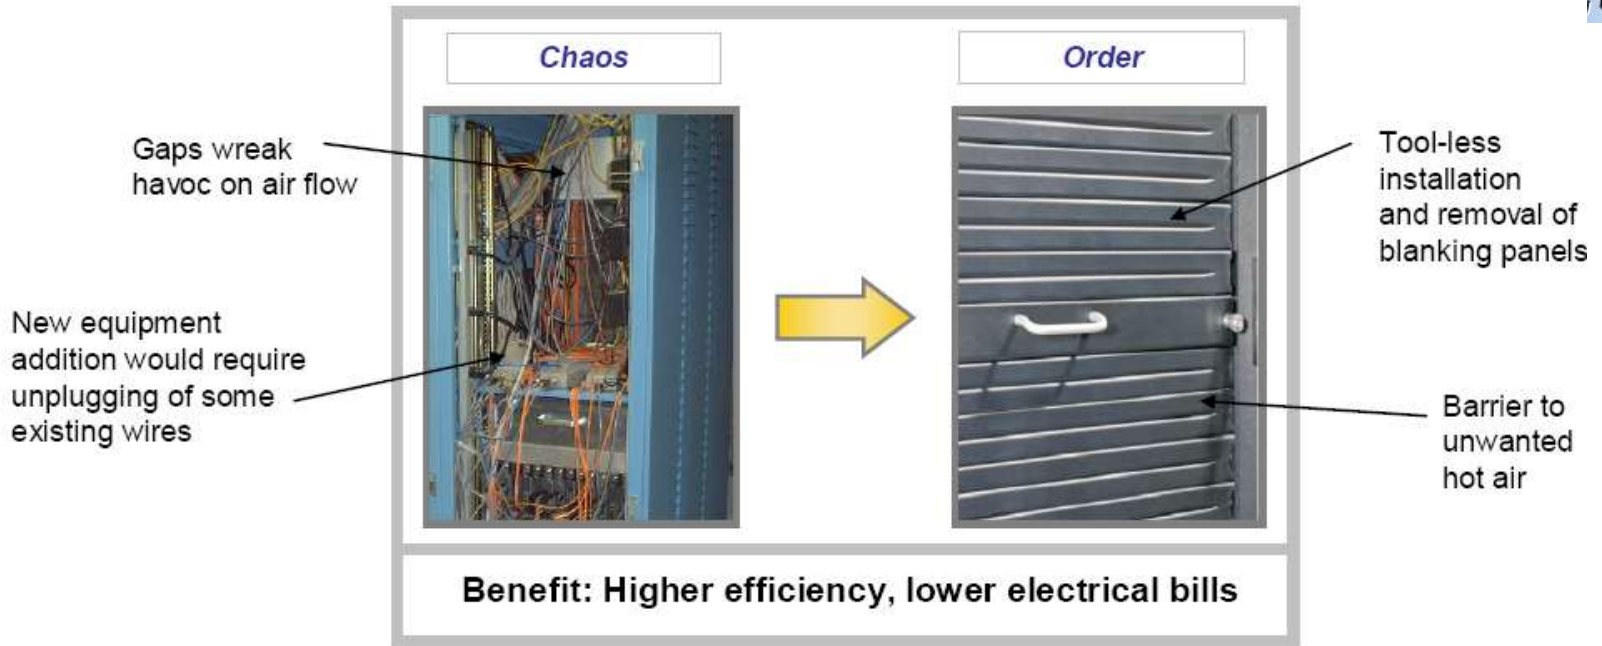 Chaos
Order
Gaps wreak
havoc on air flow
New equipment
addition would require
unplugging of some
existing wires
Tool-less
installation
and removal of
blanking panels
Barrier to
unwanted
hot air
Benefit: Higher efficiency, lower electrical bills